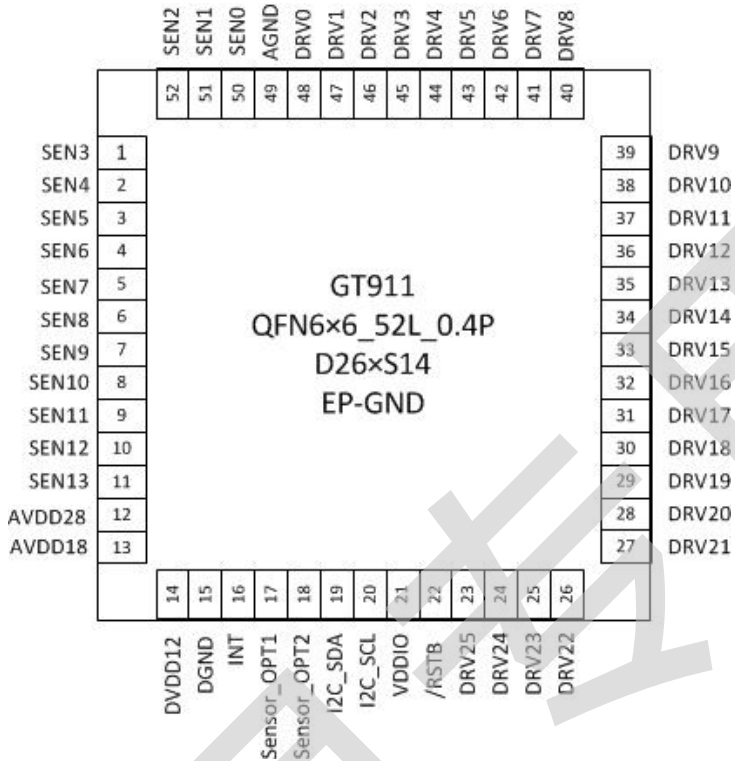 SEN2 SEN1 SEN0 AGND DRV0 DRV1 DRV2 DRV3 DRV4 DRV5 DRV6 DRV7 DRV8
52 51 50 49 48 47 46 45 44 43 42 41 40
SEN3 1 39 DRV9
SEN4 2 38 DRV10
SEN5 3 37 DRV11
SEN6 4 36 DRV12
SEN7 5 35 DRV13
SEN8 6 34 DRV14
SEN9 7 33 DRV15
SEN10 8 32 DRV16
SEN11 9 31 DRV17
SEN12 10 30 DRV18
SEN13 11 29 DRV19
AVDD28 12 28 DRV20
AVDD18 13 27 DRV21
GT911
QFN6×6_52L_0.4P
D26×S14
EP-GND
14 15 16 17 18 19 20 21 22 23 24 25 26
DVDD12 DGND INT Sensor_OPT1 Sensor_OPT2 I2C_SDA I2C_SCL VDDIO /RSTB DRV25 DRV24 DRV23 DRV22